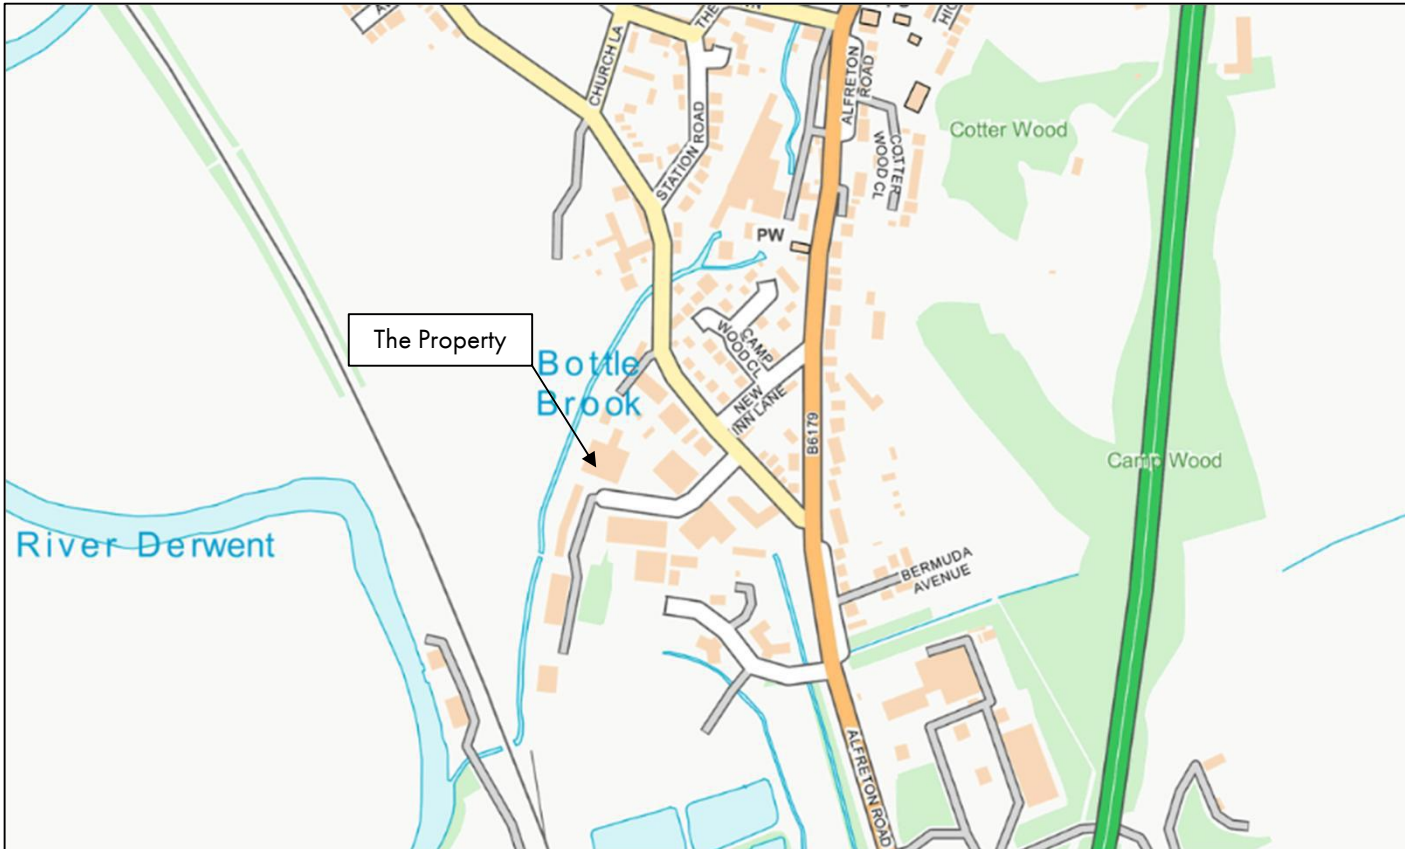 CHURCH LA
THE
STATION ROAD
ALFRETON
ROAD
COTTER
WOOD CL
Cotter Wood
PW
The Property
Bottle
Brook
CAMP
WOOD CL
NEW
INN LANE
B6179
Camp Wood
River Derwent
BERMUDA
AVENUE
ALFRETON ROAD